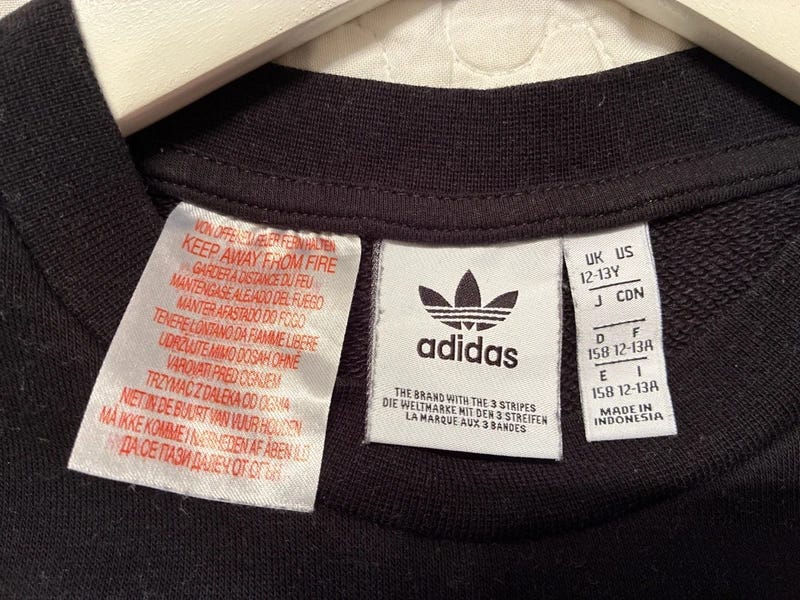 VON OFFENEM FEUER FERN HALTEN
KEEP AWAY FROM FIRE
GARDER A DISTANCE DU FEU
MANTENGASE ALEJADO DEL FUEGO
MANTER AFASTADO DO FOGO
TENERE LONTANO DA FIAMME LIBERE
UDRZUJTE MIMO DOSAH OHNE
VAROVATI PRED OGNJEM
TRZYMAC Z DALEKA OD OGNIA
NIET IN DE BUURT VAN VUUR HOUDEN
MÅ IKKE KOMME I NÆRHEDEN AF ÅBEN ILD
ДА СЕ ПАЗИ ДАЛЕЧ ОТ ОГЪН
adidas
THE BRAND WITH THE 3 STRIPES
DIE WELTMARKE MIT DEN 3 STREIFEN
LA MARQUE AUX 3 BANDES
UK US
12-13Y
J CDN
D F
158 12-13A
E I
158 12-13A
MADE IN
INDONESIA